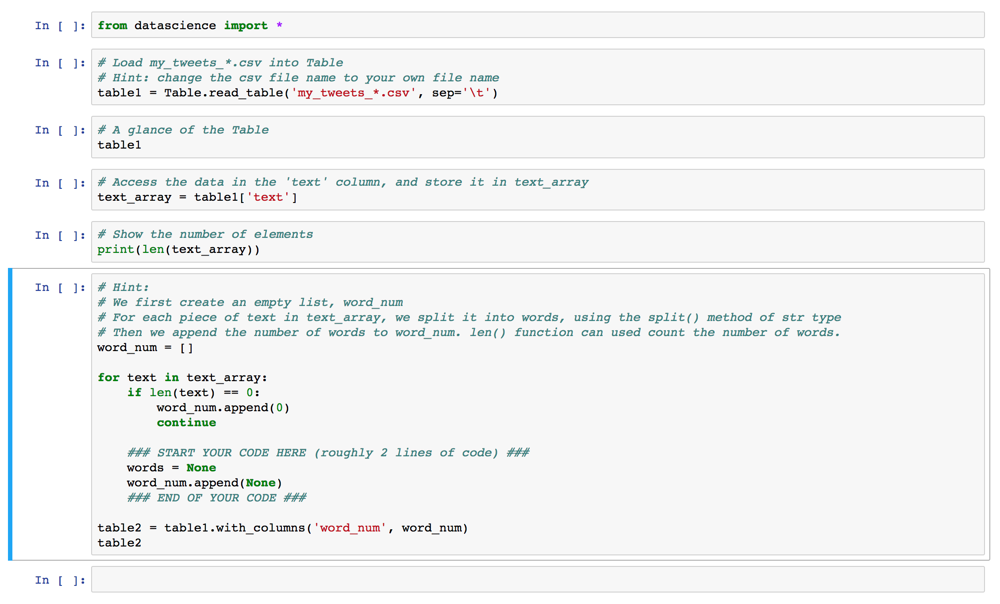 In [ ]: from datascience import *
In [ ]: # Load my_tweets_*.csv into Table
# Hint: change the csv file name to your own file name
table1 = Table.read_table('my_tweets_*.csv', sep='\t')
In [ ]: # A glance of the Table
table1
In [ ]: # Access the data in the 'text' column, and store it in text_array
text_array = table1['text']
In [ ]: # Show the number of elements
print(len(text_array))
In [ ]: # Hint:
# We first create an empty list, word_num
# For each piece of text in text_array, we split it into words, using the split() method of str type
# Then we append the number of words to word_num. len() function can used count the number of words.
word_num = []
for text in text_array:
    if len(text) == 0:
        word_num.append(0)
        continue
    ### START YOUR CODE HERE (roughly 2 lines of code) ###
    words = None
    word_num.append(None)
    ### END OF YOUR CODE ###
table2 = table1.with_columns('word_num', word_num)
table2
In [ ]: